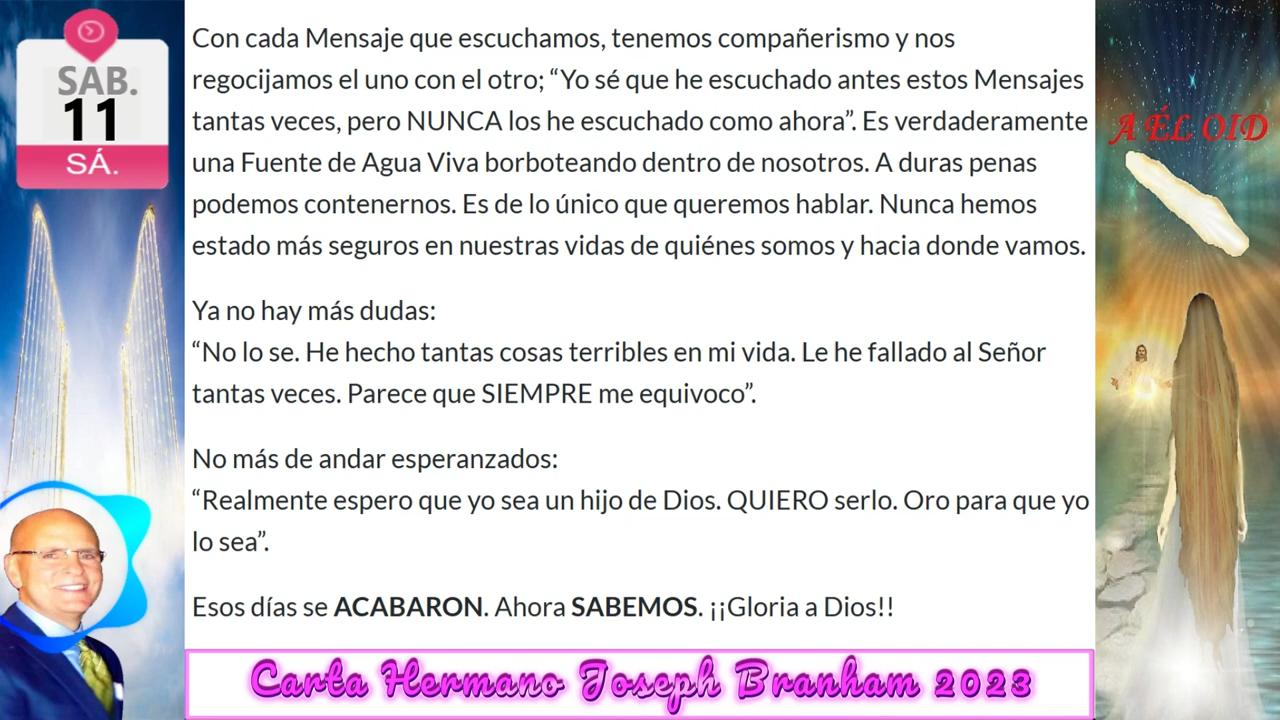 SAB.
11
SÁ.
Con cada Mensaje que escuchamos, tenemos compañerismo y nos
regocijamos el uno con el otro; “Yo sé que he escuchado antes estos Mensajes
tantas veces, pero NUNCA los he escuchado como ahora”. Es verdaderamente
una Fuente de Agua Viva borboteando dentro de nosotros. A duras penas
podemos contenernos. Es de lo único que queremos hablar. Nunca hemos
estado más seguros en nuestras vidas de quiénes somos y hacia donde vamos.
Ya no hay más dudas:
“No lo se. He hecho tantas cosas terribles en mi vida. Le he fallado al Señor
tantas veces. Parece que SIEMPRE me equivoco”.
No más de andar esperanzados:
“Realmente espero que yo sea un hijo de Dios. QUIERO serlo. Oro para que yo
lo sea”.
Esos días se ACABARON. Ahora SABEMOS. ¡¡Gloria a Dios!!
Carta Hermano Joseph Branham 2023
A ÉL OID